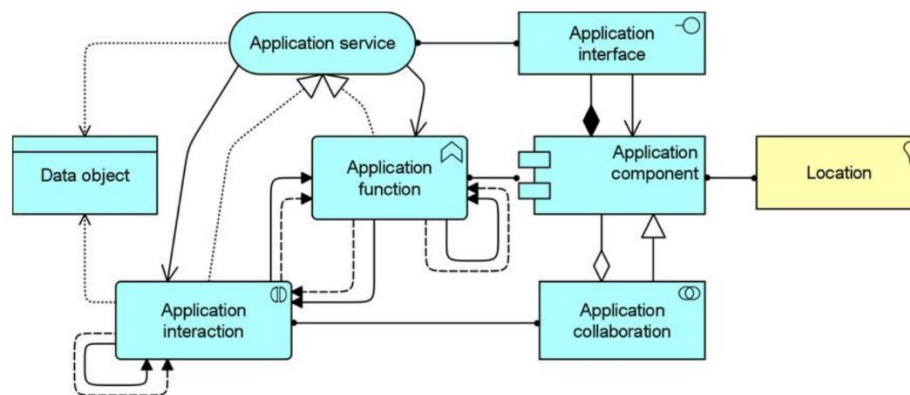 Application service
Application
interface
Data object
Application
function
Application
component
Location
Application
interaction
Application
collaboration